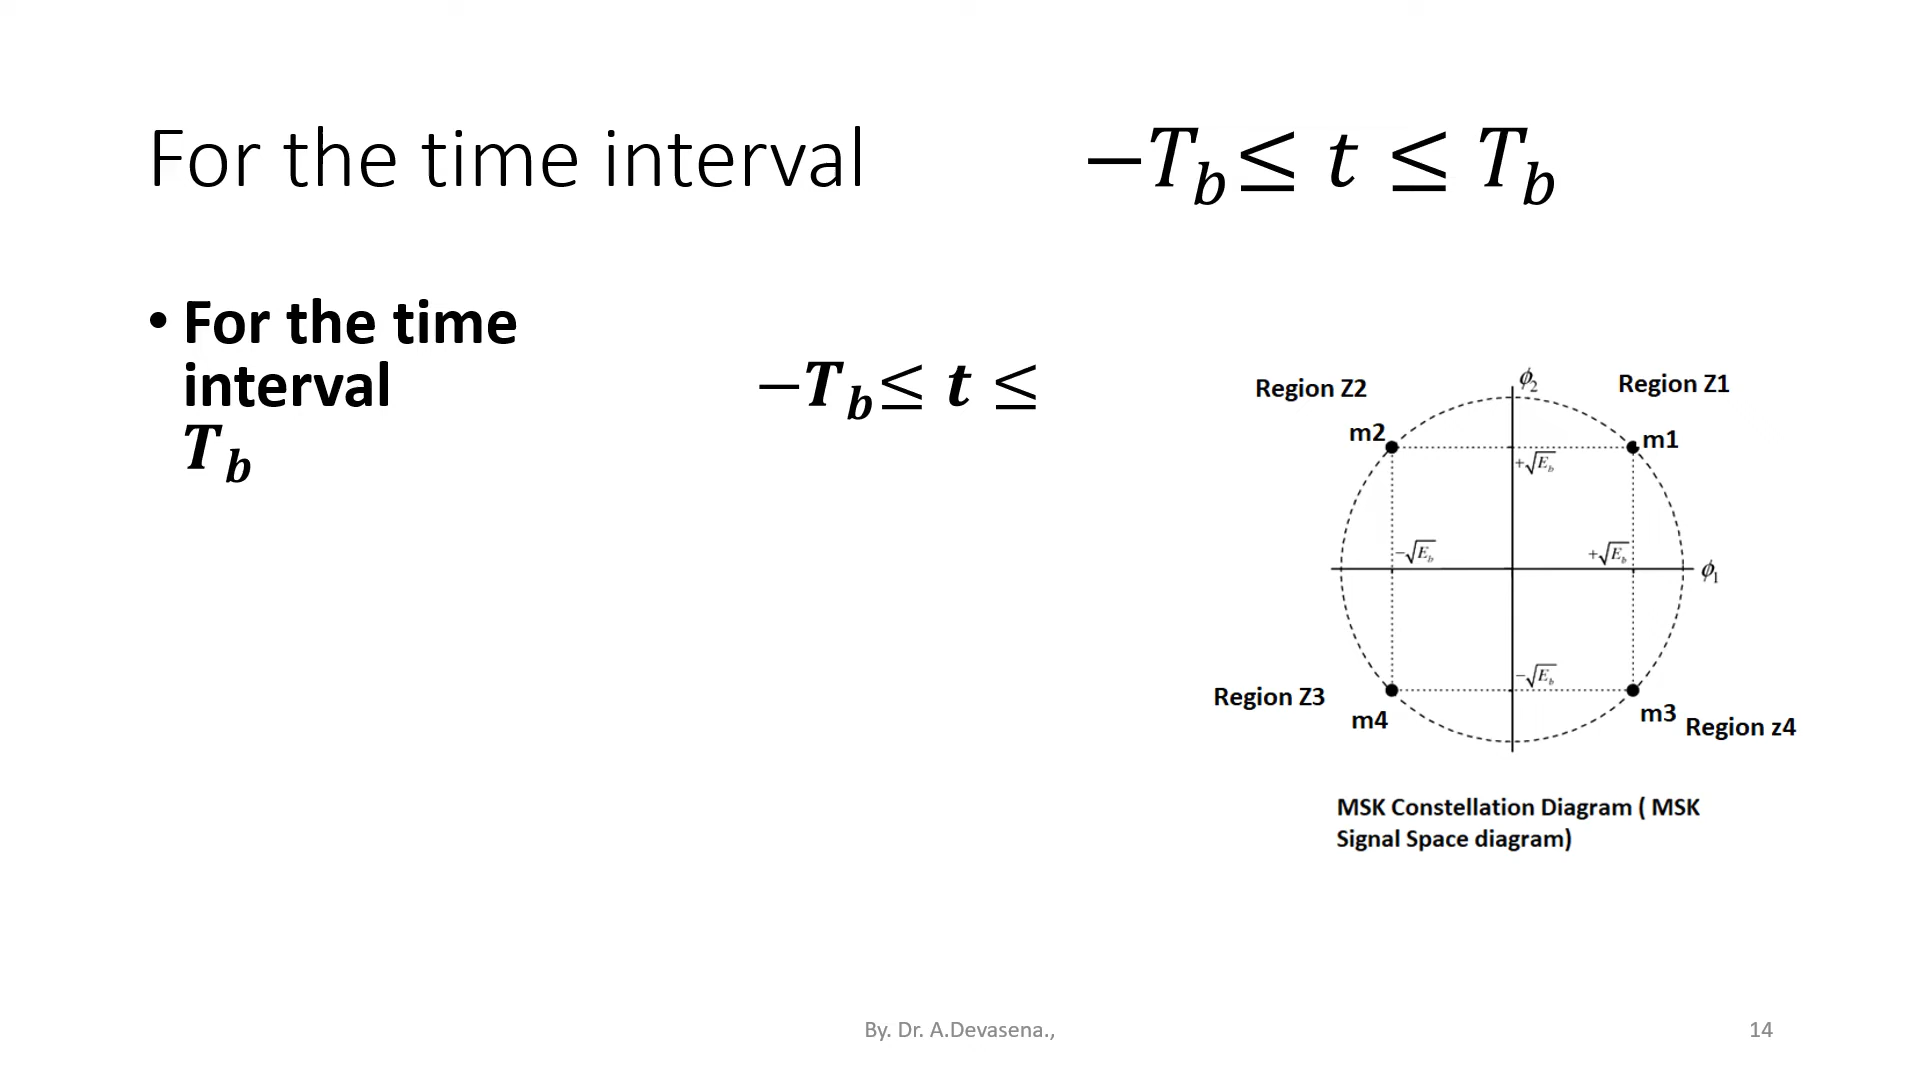 For the time interval −T_b ≤ t ≤ T_b
• For the time
interval −T_b ≤ t ≤
T_b
Region Z2
ϕ₂
Region Z1
m2
m1
+√E_b
−√E_b
+√E_b
ϕ₁
−√E_b
Region Z3
m4
m3
Region z4
MSK Constellation Diagram ( MSK
Signal Space diagram)
By. Dr. A.Devasena.,
14